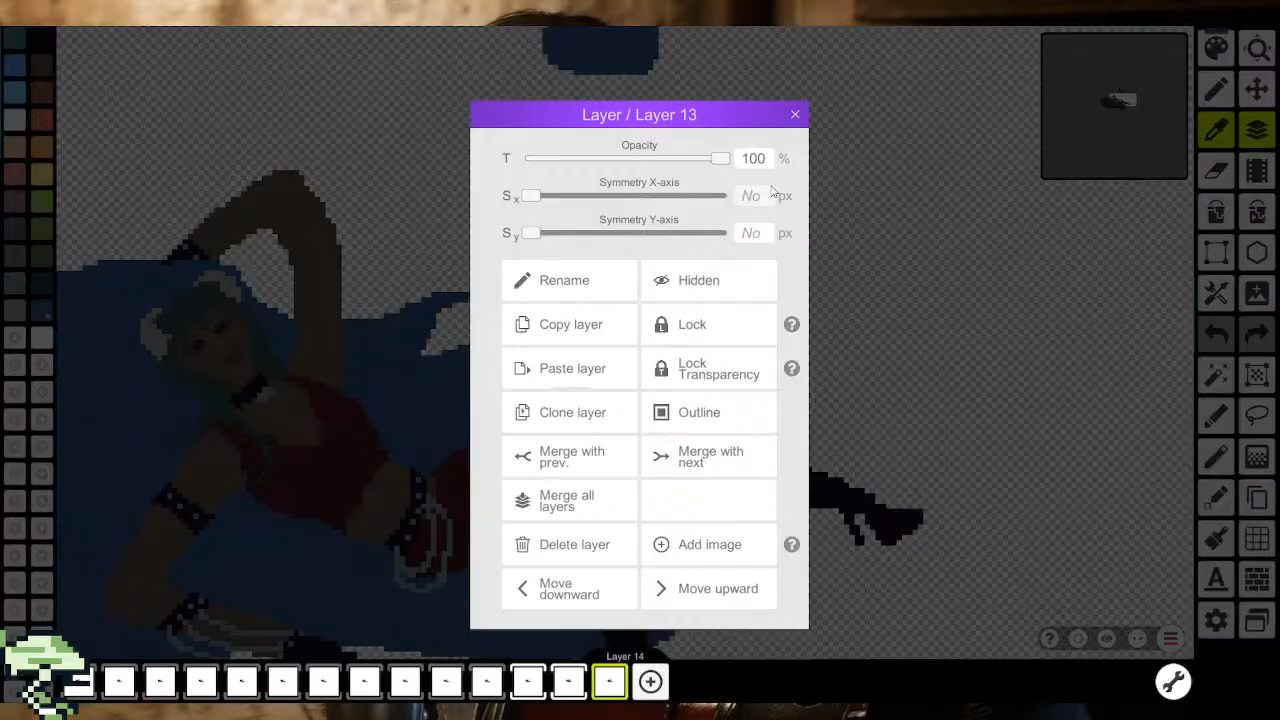 Layer / Layer 13
Opacity
T 100 %
Symmetry X-axis
Sx No px
Symmetry Y-axis
Sy No px
Rename
Hidden
Copy layer
Lock
?
Paste layer
Lock
Transparency
?
Clone layer
Outline
Merge with
prev.
Merge with
next
Merge all
layers
Delete layer
Add image
?
Move
downward
Move upward
?
Layer 14
A